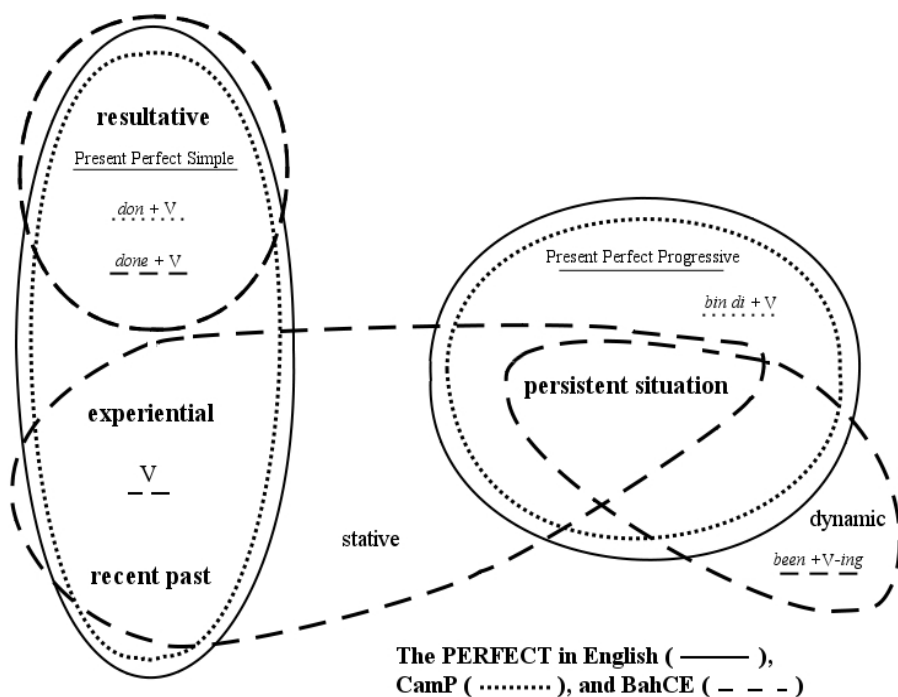 resultative
Present Perfect Simple
don + V
done + V
Present Perfect Progressive
bin di + V
persistent situation
experiential
V
dynamic
stative
been +V-ing
recent past
The PERFECT in English ( ——— ),
CamP ( ........... ), and BahCE ( – – – - )